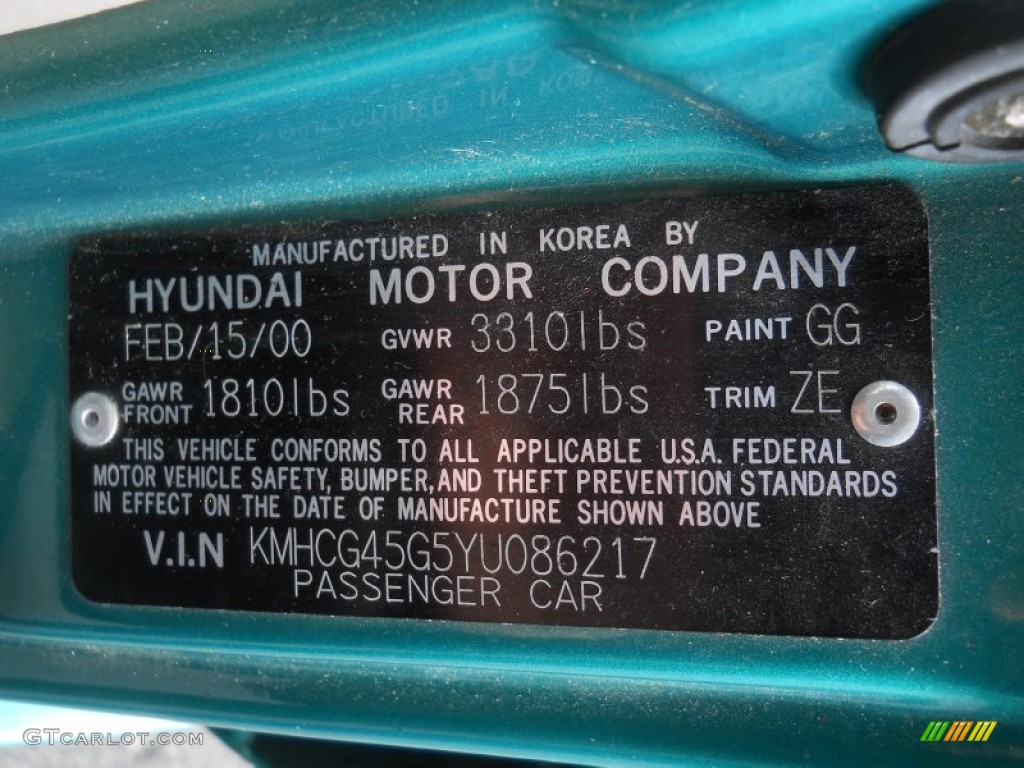 MANUFACTURED IN KOREA BY
HYUNDAI MOTOR COMPANY
FEB/15/00 GVWR 3310lbs PAINT GG
GAWR FRONT 1810lbs GAWR REAR 1875lbs TRIM ZE
THIS VEHICLE CONFORMS TO ALL APPLICABLE U.S.A. FEDERAL
MOTOR VEHICLE SAFETY, BUMPER, AND THEFT PREVENTION STANDARDS
IN EFFECT ON THE DATE OF MANUFACTURE SHOWN ABOVE
V.I.N KMHCG45G5YU086217
PASSENGER CAR
GTCARLOT.COM